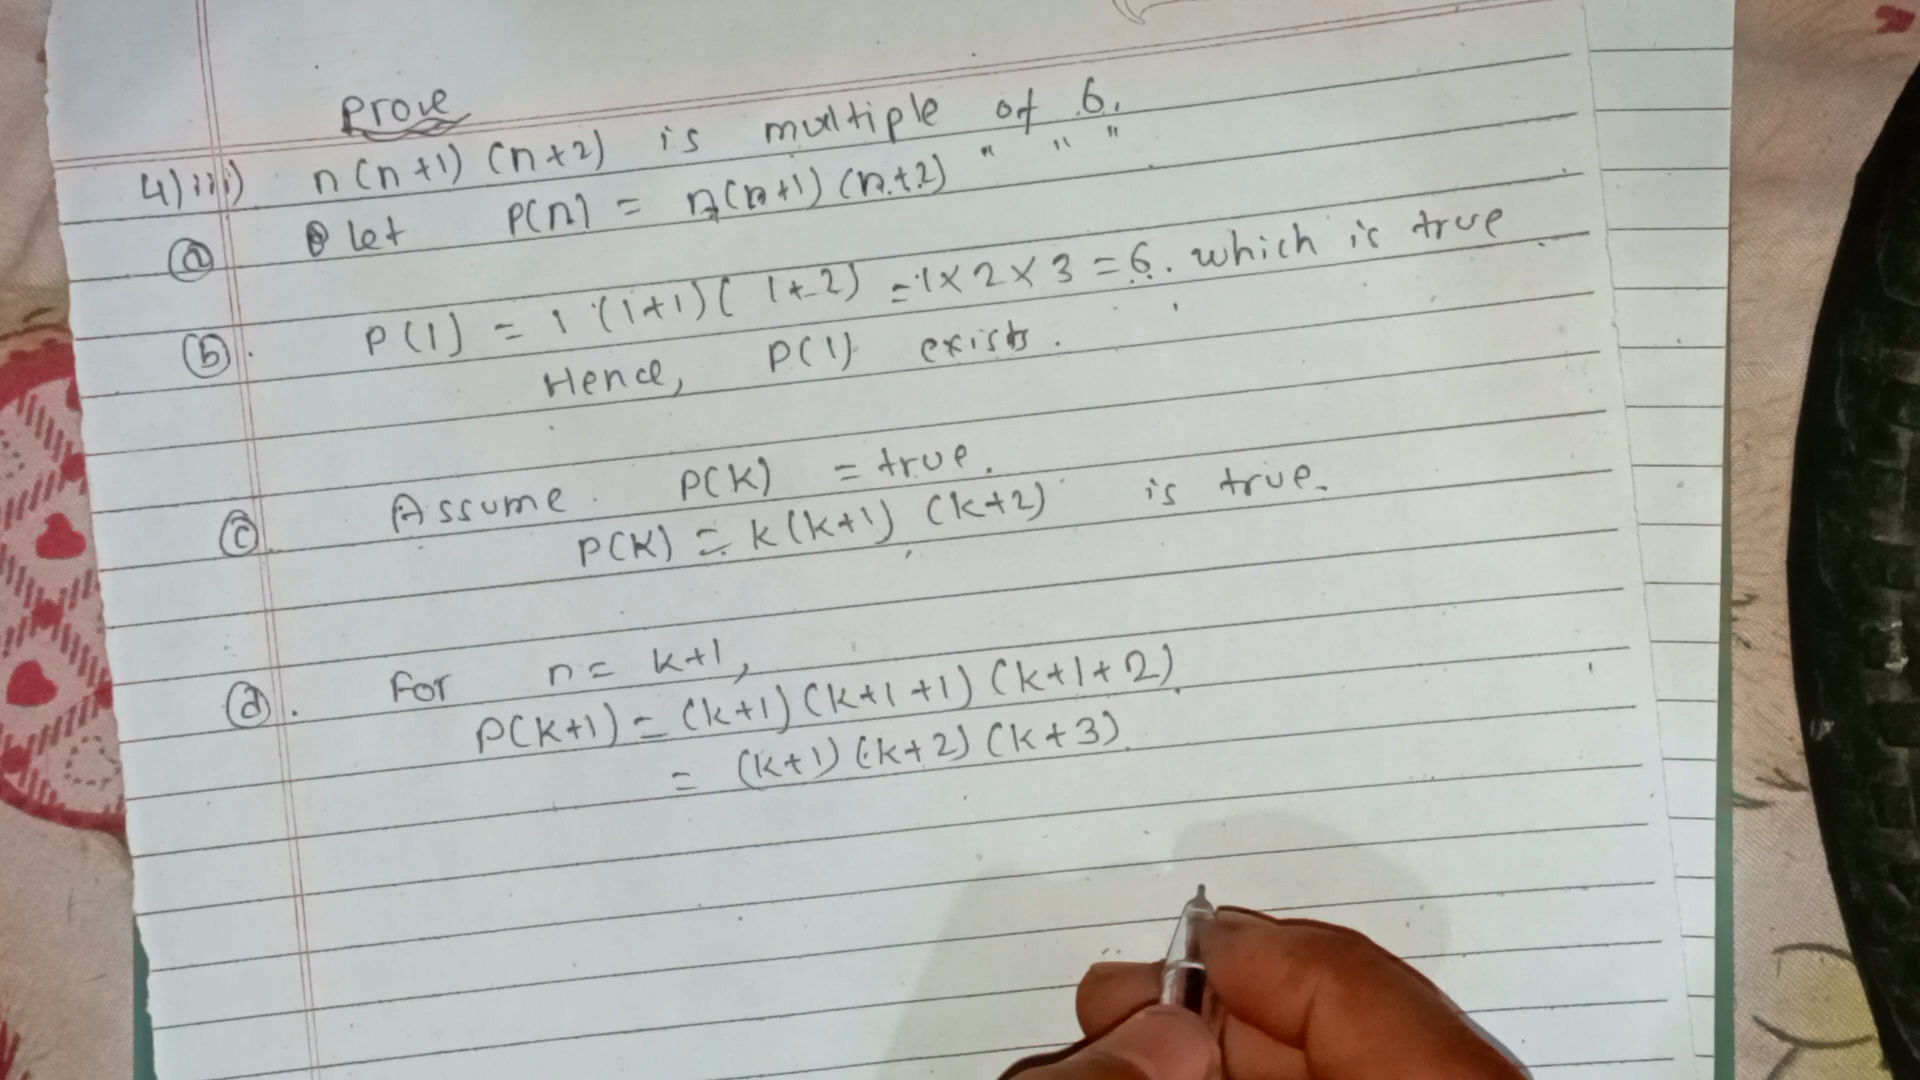 Prove
4) iii) n(n+1) (n+2) is multiple of 6.
(a) let P(n) = n(n+1) (n+2) " " "
(b). P(1) = 1 (1+1)( 1+2) = 1×2×3 = 6. which is true
Hence, P(1) exists.
(c) Assume. P(K) = true.
P(K) = k(k+1) (k+2) is true.
(d). For n = k+1,
P(k+1) = (k+1) (k+1+1) (k+1+2)
= (k+1) (k+2) (k+3)